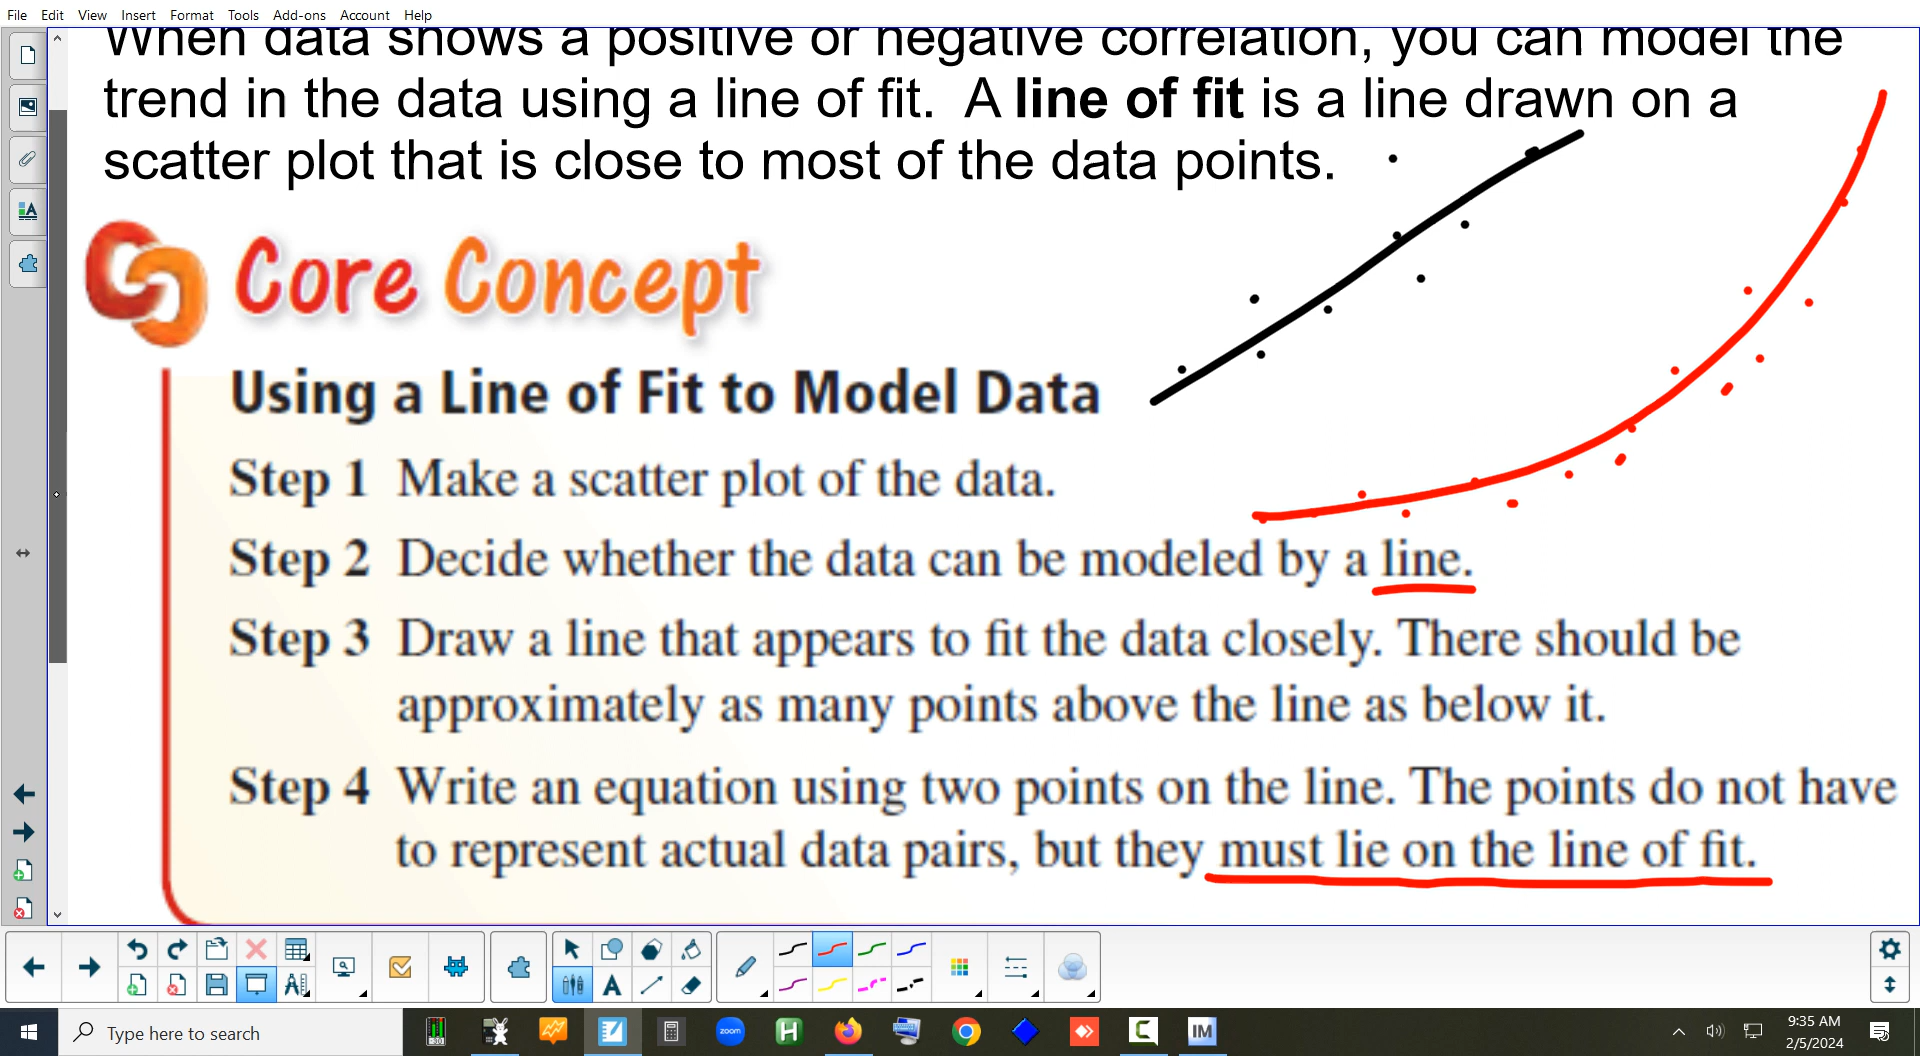 File Edit View Insert Format Tools Add-ons Account Help
When data shows a positive or negative correlation, you can model the
trend in the data using a line of fit. A line of fit is a line drawn on a
scatter plot that is close to most of the data points.
Core Concept
Using a Line of Fit to Model Data
Step 1 Make a scatter plot of the data.
Step 2 Decide whether the data can be modeled by a line.
Step 3 Draw a line that appears to fit the data closely. There should be
approximately as many points above the line as below it.
Step 4 Write an equation using two points on the line. The points do not have
to represent actual data pairs, but they must lie on the line of fit.
Type here to search
zoom
H
C
IM
9:35 AM
2/5/2024